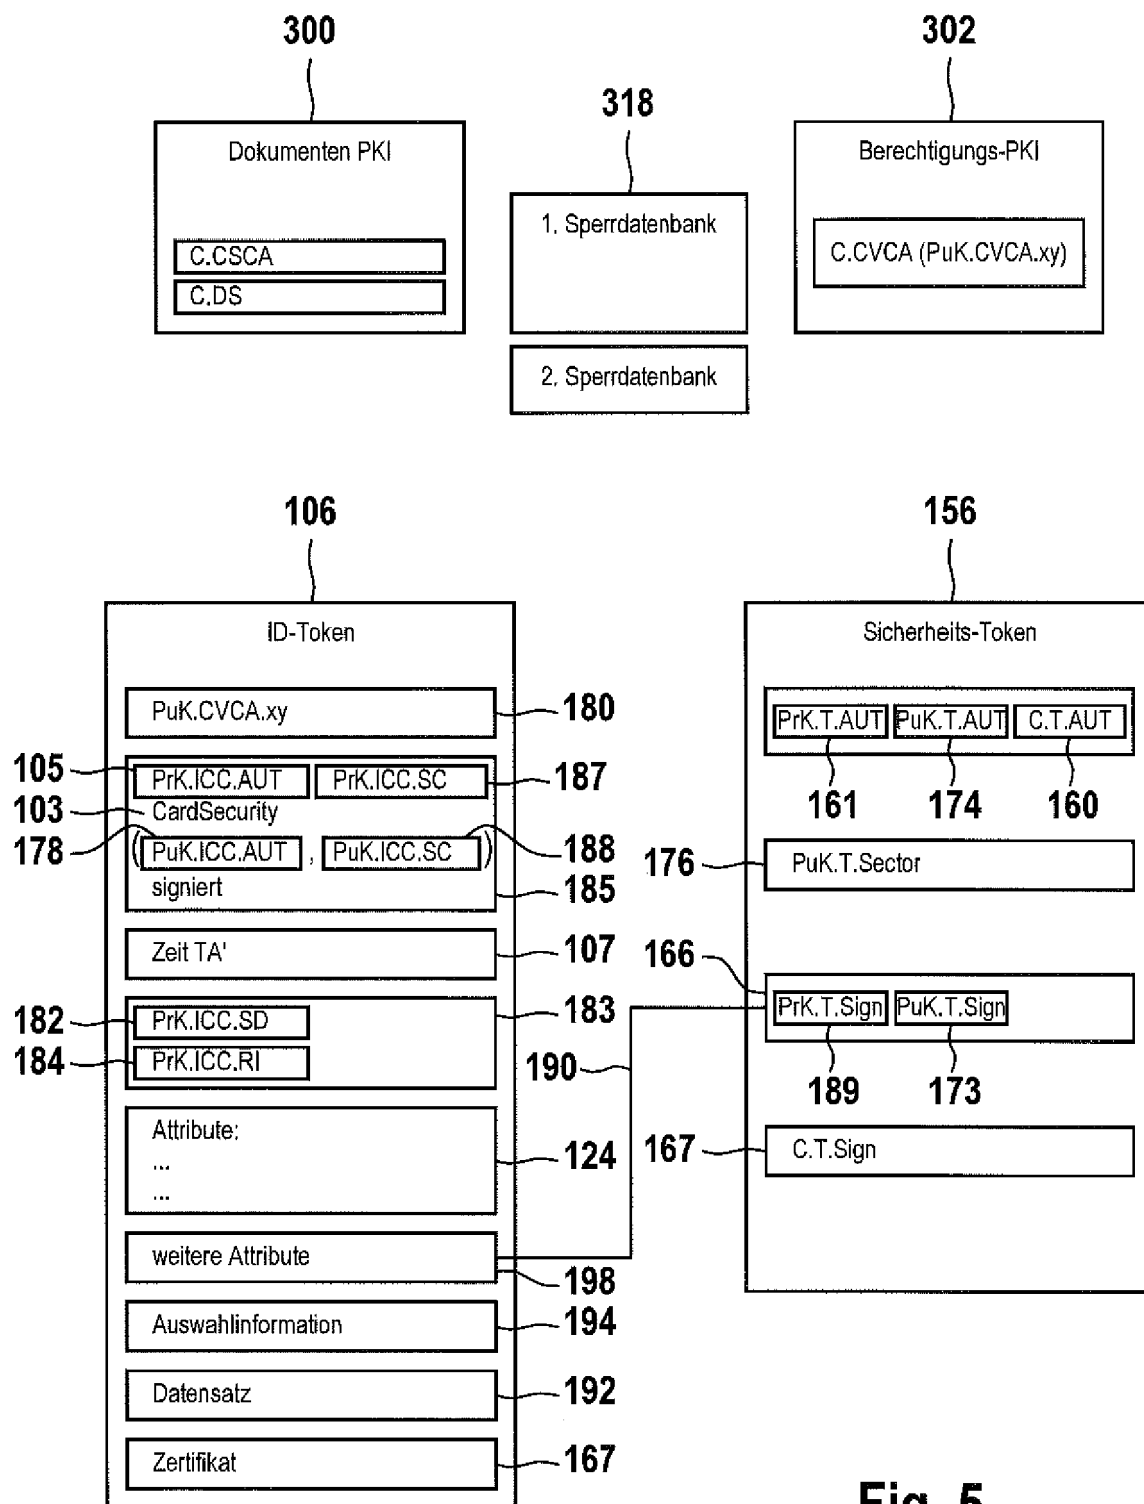 300
302
318
Dokumenten PKI
C.CSCA
C.DS
1. Sperrdatenbank
2. Sperrdatenbank
Berechtigungs-PKI
C.CVCA (PuK.CVCA.xy)
106
156
ID-Token
PuK.CVCA.xy
180
105
PrK.ICC.AUT
PrK.ICC.SC
187
103
CardSecurity
178
(PuK.ICC.AUT, PuK.ICC.SC)
188
signiert
185
Zeit TA'
107
182
PrK.ICC.SD
183
184
PrK.ICC.RI
Attribute:
...
...
124
weitere Attribute
198
190
Auswahlinformation
194
Datensatz
192
Zertifikat
167
Sicherheits-Token
PrK.T.AUT
PuK.T.AUT
C.T.AUT
161
174
160
176
PuK.T.Sector
166
PrK.T.Sign
PuK.T.Sign
189
173
167
C.T.Sign
Fig. 5